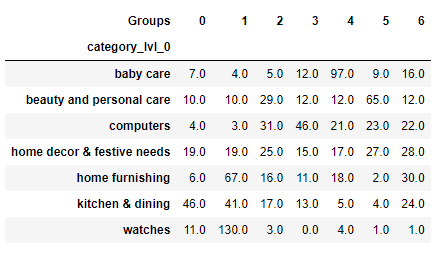 Groups 0 1 2 3 4 5 6
category_lvl_0
baby care 7.0 4.0 5.0 12.0 97.0 9.0 16.0
beauty and personal care 10.0 10.0 29.0 12.0 12.0 65.0 12.0
computers 4.0 3.0 31.0 46.0 21.0 23.0 22.0
home decor & festive needs 19.0 19.0 25.0 15.0 17.0 27.0 28.0
home furnishing 6.0 67.0 16.0 11.0 18.0 2.0 30.0
kitchen & dining 46.0 41.0 17.0 13.0 5.0 4.0 24.0
watches 11.0 130.0 3.0 0.0 4.0 1.0 1.0